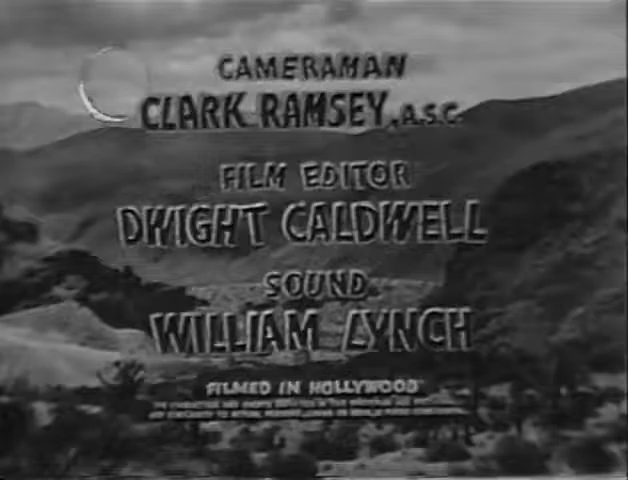 CAMERAMAN
CLARK RAMSEY, A.S.C.
FILM EDITOR
DWIGHT CALDWELL
SOUND
WILLIAM LYNCH
FILMED IN HOLLYWOOD